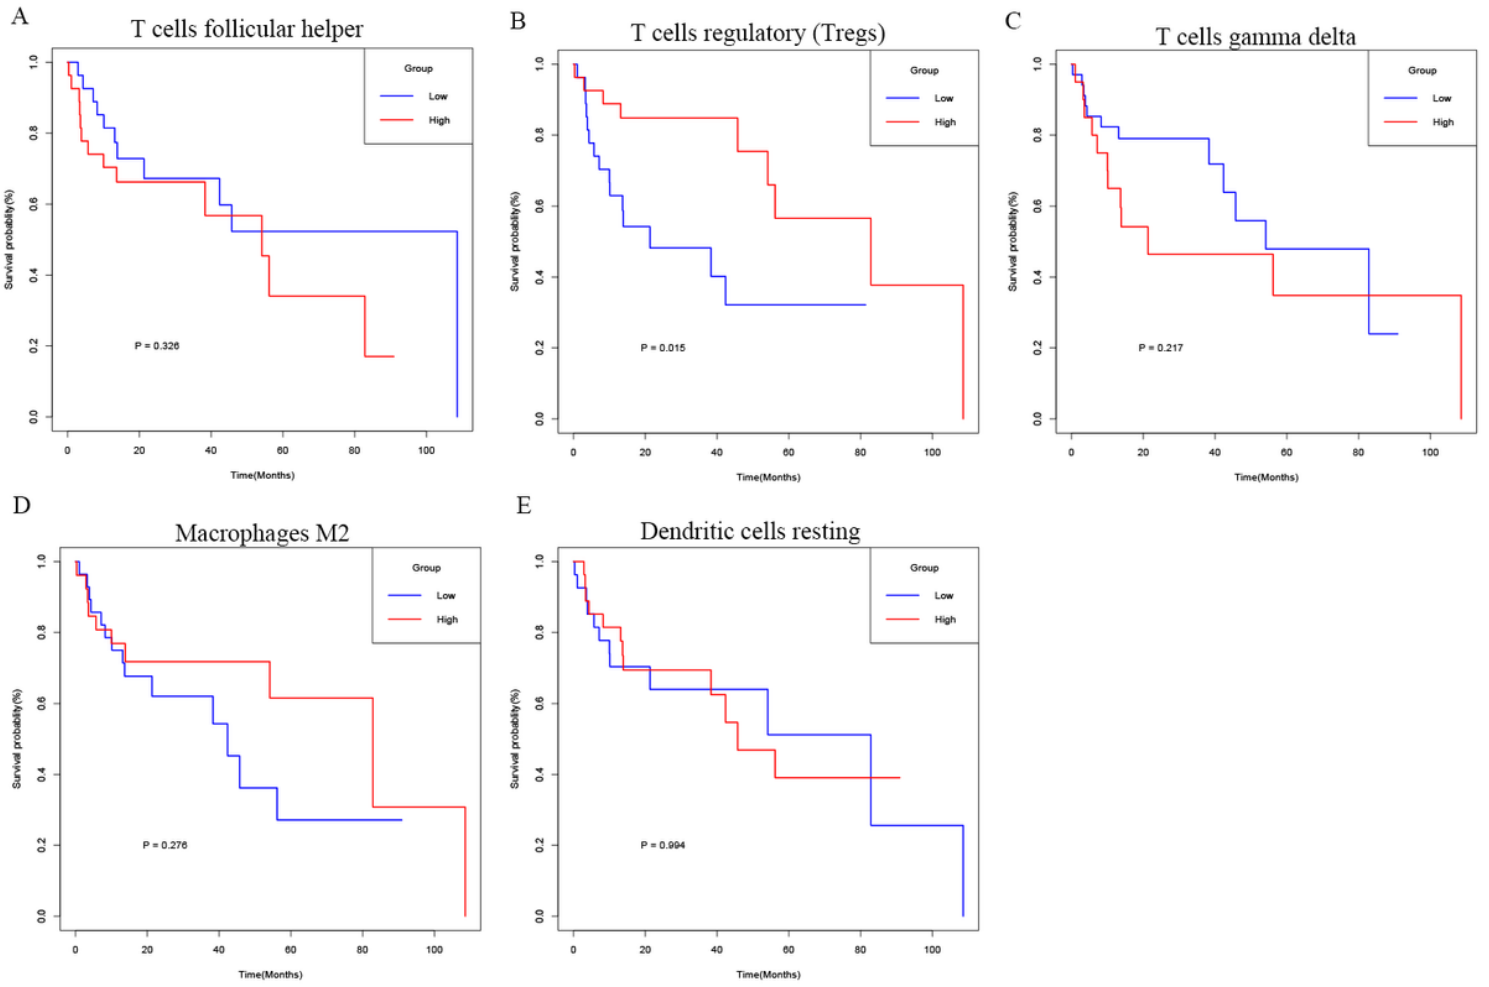 A
T cells follicular helper
Group
Low
High
1.0
0.8
0.6
0.4
0.2
0.0
Survival probablity(%)
P = 0.326
0 20 40 60 80 100
Time(Months)
B
T cells regulatory (Tregs)
Group
Low
High
1.0
0.8
0.6
0.4
0.2
0.0
Survival probablity(%)
P = 0.015
0 20 40 60 80 100
Time(Months)
C
T cells gamma delta
Group
Low
High
1.0
0.8
0.6
0.4
0.2
0.0
Survival probablity(%)
P = 0.217
0 20 40 60 80 100
Time(Months)
D
Macrophages M2
Group
Low
High
1.0
0.8
0.6
0.4
0.2
0.0
Survival probablity(%)
P = 0.276
0 20 40 60 80 100
Time(Months)
E
Dendritic cells resting
Group
Low
High
1.0
0.8
0.6
0.4
0.2
0.0
Survival probablity(%)
P = 0.994
0 20 40 60 80 100
Time(Months)